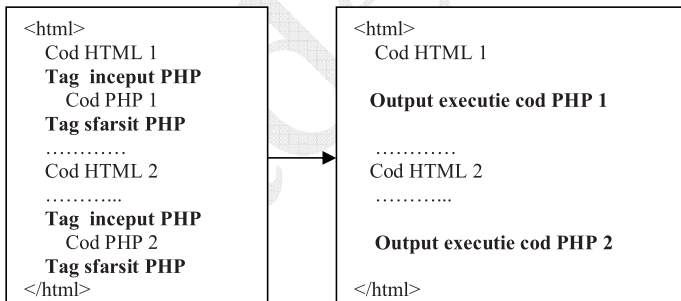 <html>
Cod HTML 1
Tag inceput PHP
Cod PHP 1
Tag sfarsit PHP
…………
Cod HTML 2
………...
Tag inceput PHP
Cod PHP 2
Tag sfarsit PHP
</html>
<html>
Cod HTML 1
Output executie cod PHP 1
…………
Cod HTML 2
………...
Output executie cod PHP 2
</html>